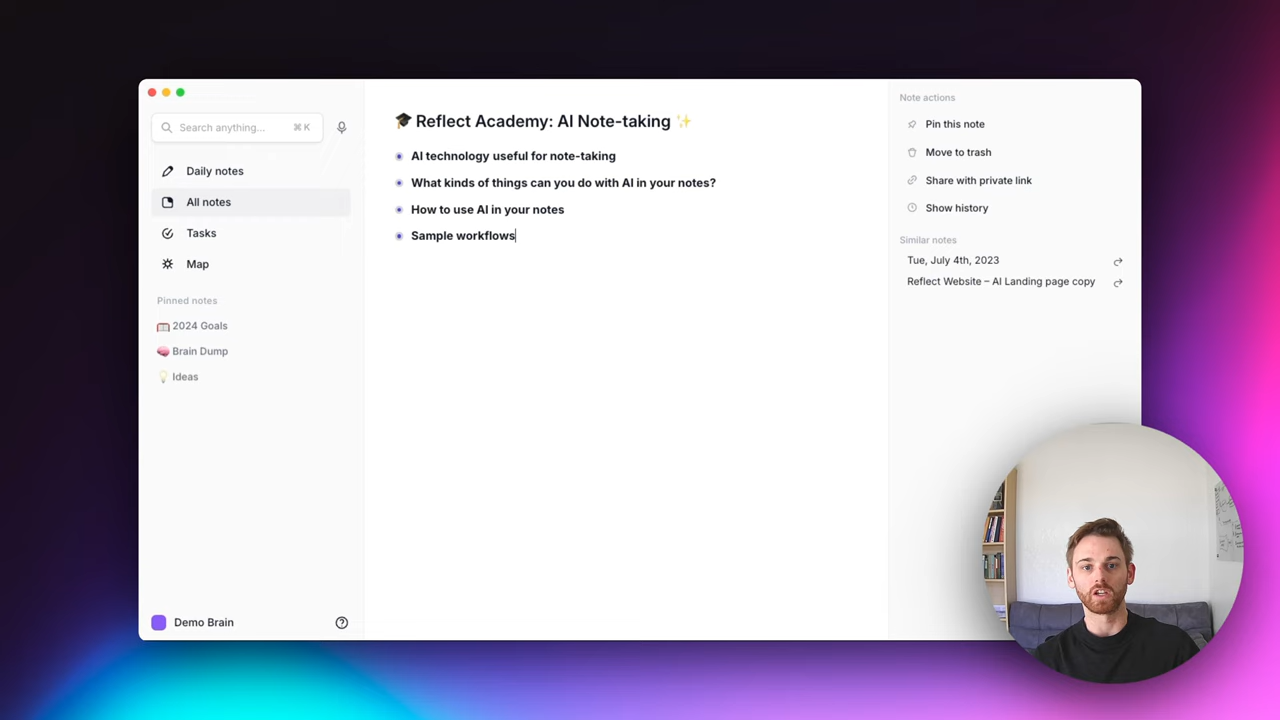 Search anything...
⌘ K
Daily notes
All notes
Tasks
Map
Pinned notes
2024 Goals
Brain Dump
Ideas
Demo Brain
🎓 Reflect Academy: AI Note-taking ✨
AI technology useful for note-taking
What kinds of things can you do with AI in your notes?
How to use AI in your notes
Sample workflows
Note actions
Pin this note
Move to trash
Share with private link
Show history
Similar notes
Tue, July 4th, 2023
Reflect Website – AI Landing page copy